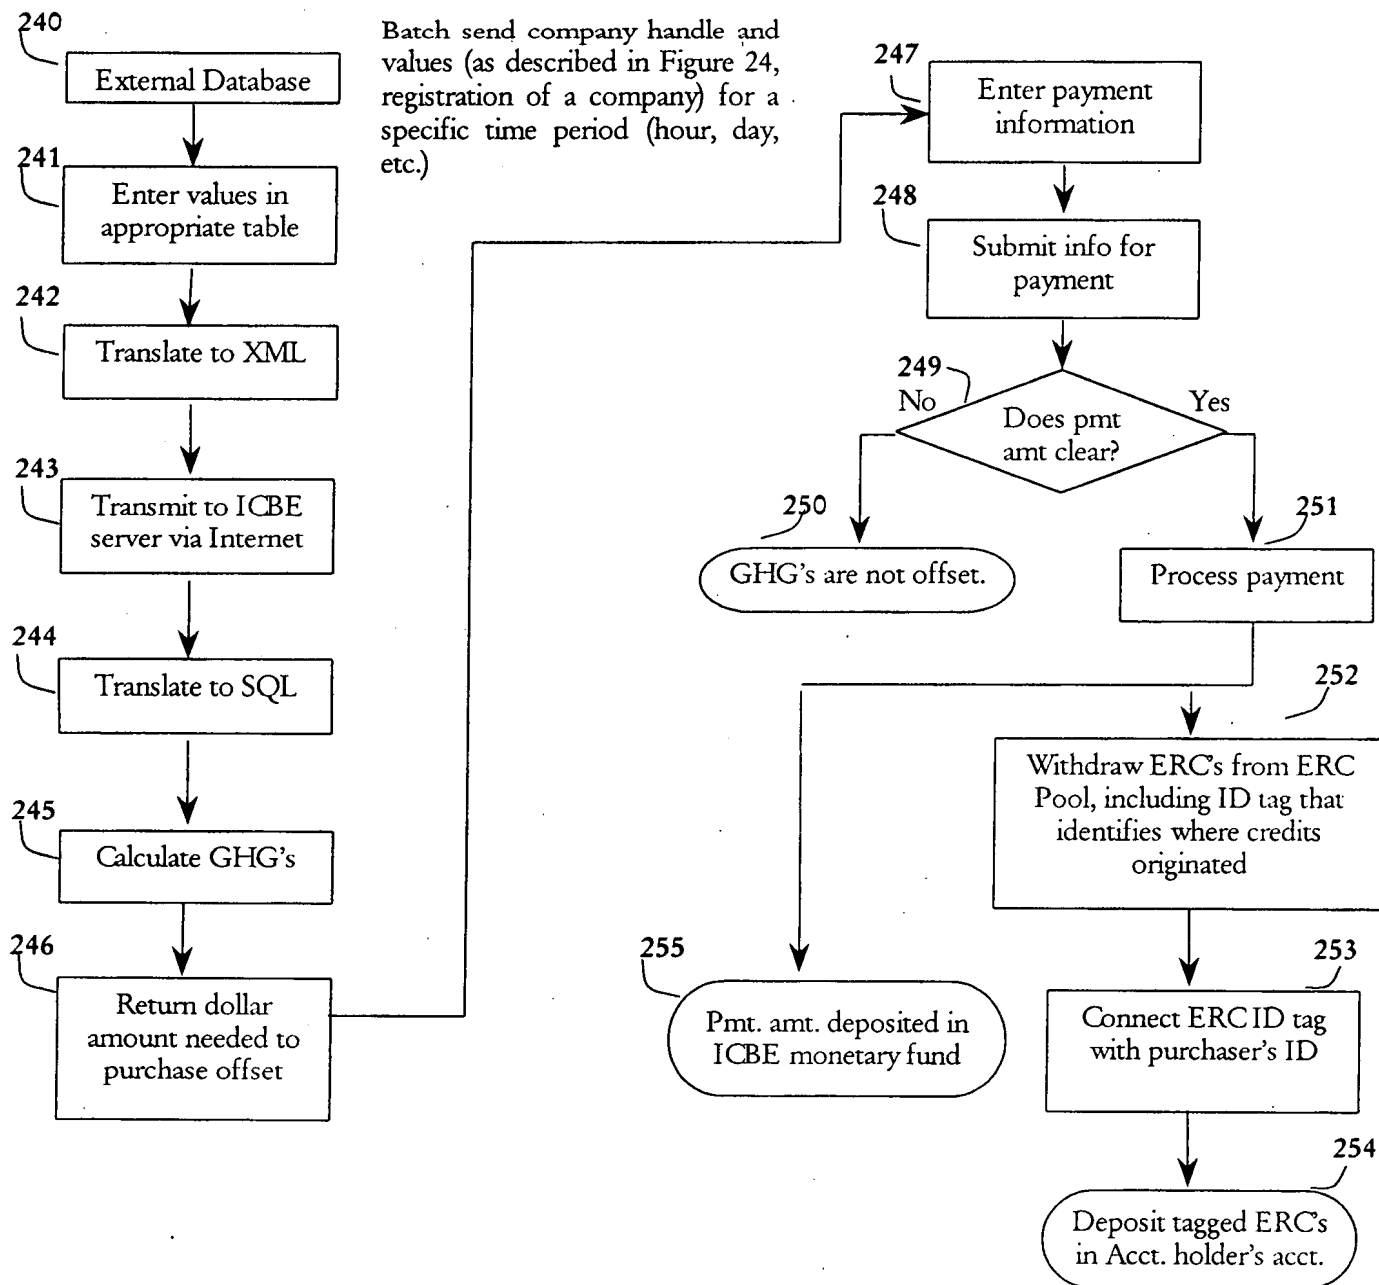 240
External Database
Batch send company handle and
values (as described in Figure 24,
registration of a company) for a
specific time period (hour, day,
etc.)
241
Enter values in
appropriate table
242
Translate to XML
243
Transmit to ICBE
server via Internet
244
Translate to SQL
245
Calculate GHG's
246
Return dollar
amount needed to
purchase offset
247
Enter payment
information
248
Submit info for
payment
249
No
Yes
Does pmt
amt clear?
250
GHG's are not offset.
251
Process payment
252
Withdraw ERC's from ERC
Pool, including ID tag that
identifies where credits
originated
255
Pmt. amt. deposited in
ICBE monetary fund
253
Connect ERC ID tag
with purchaser's ID
254
Deposit tagged ERC's
in Acct. holder's acct.